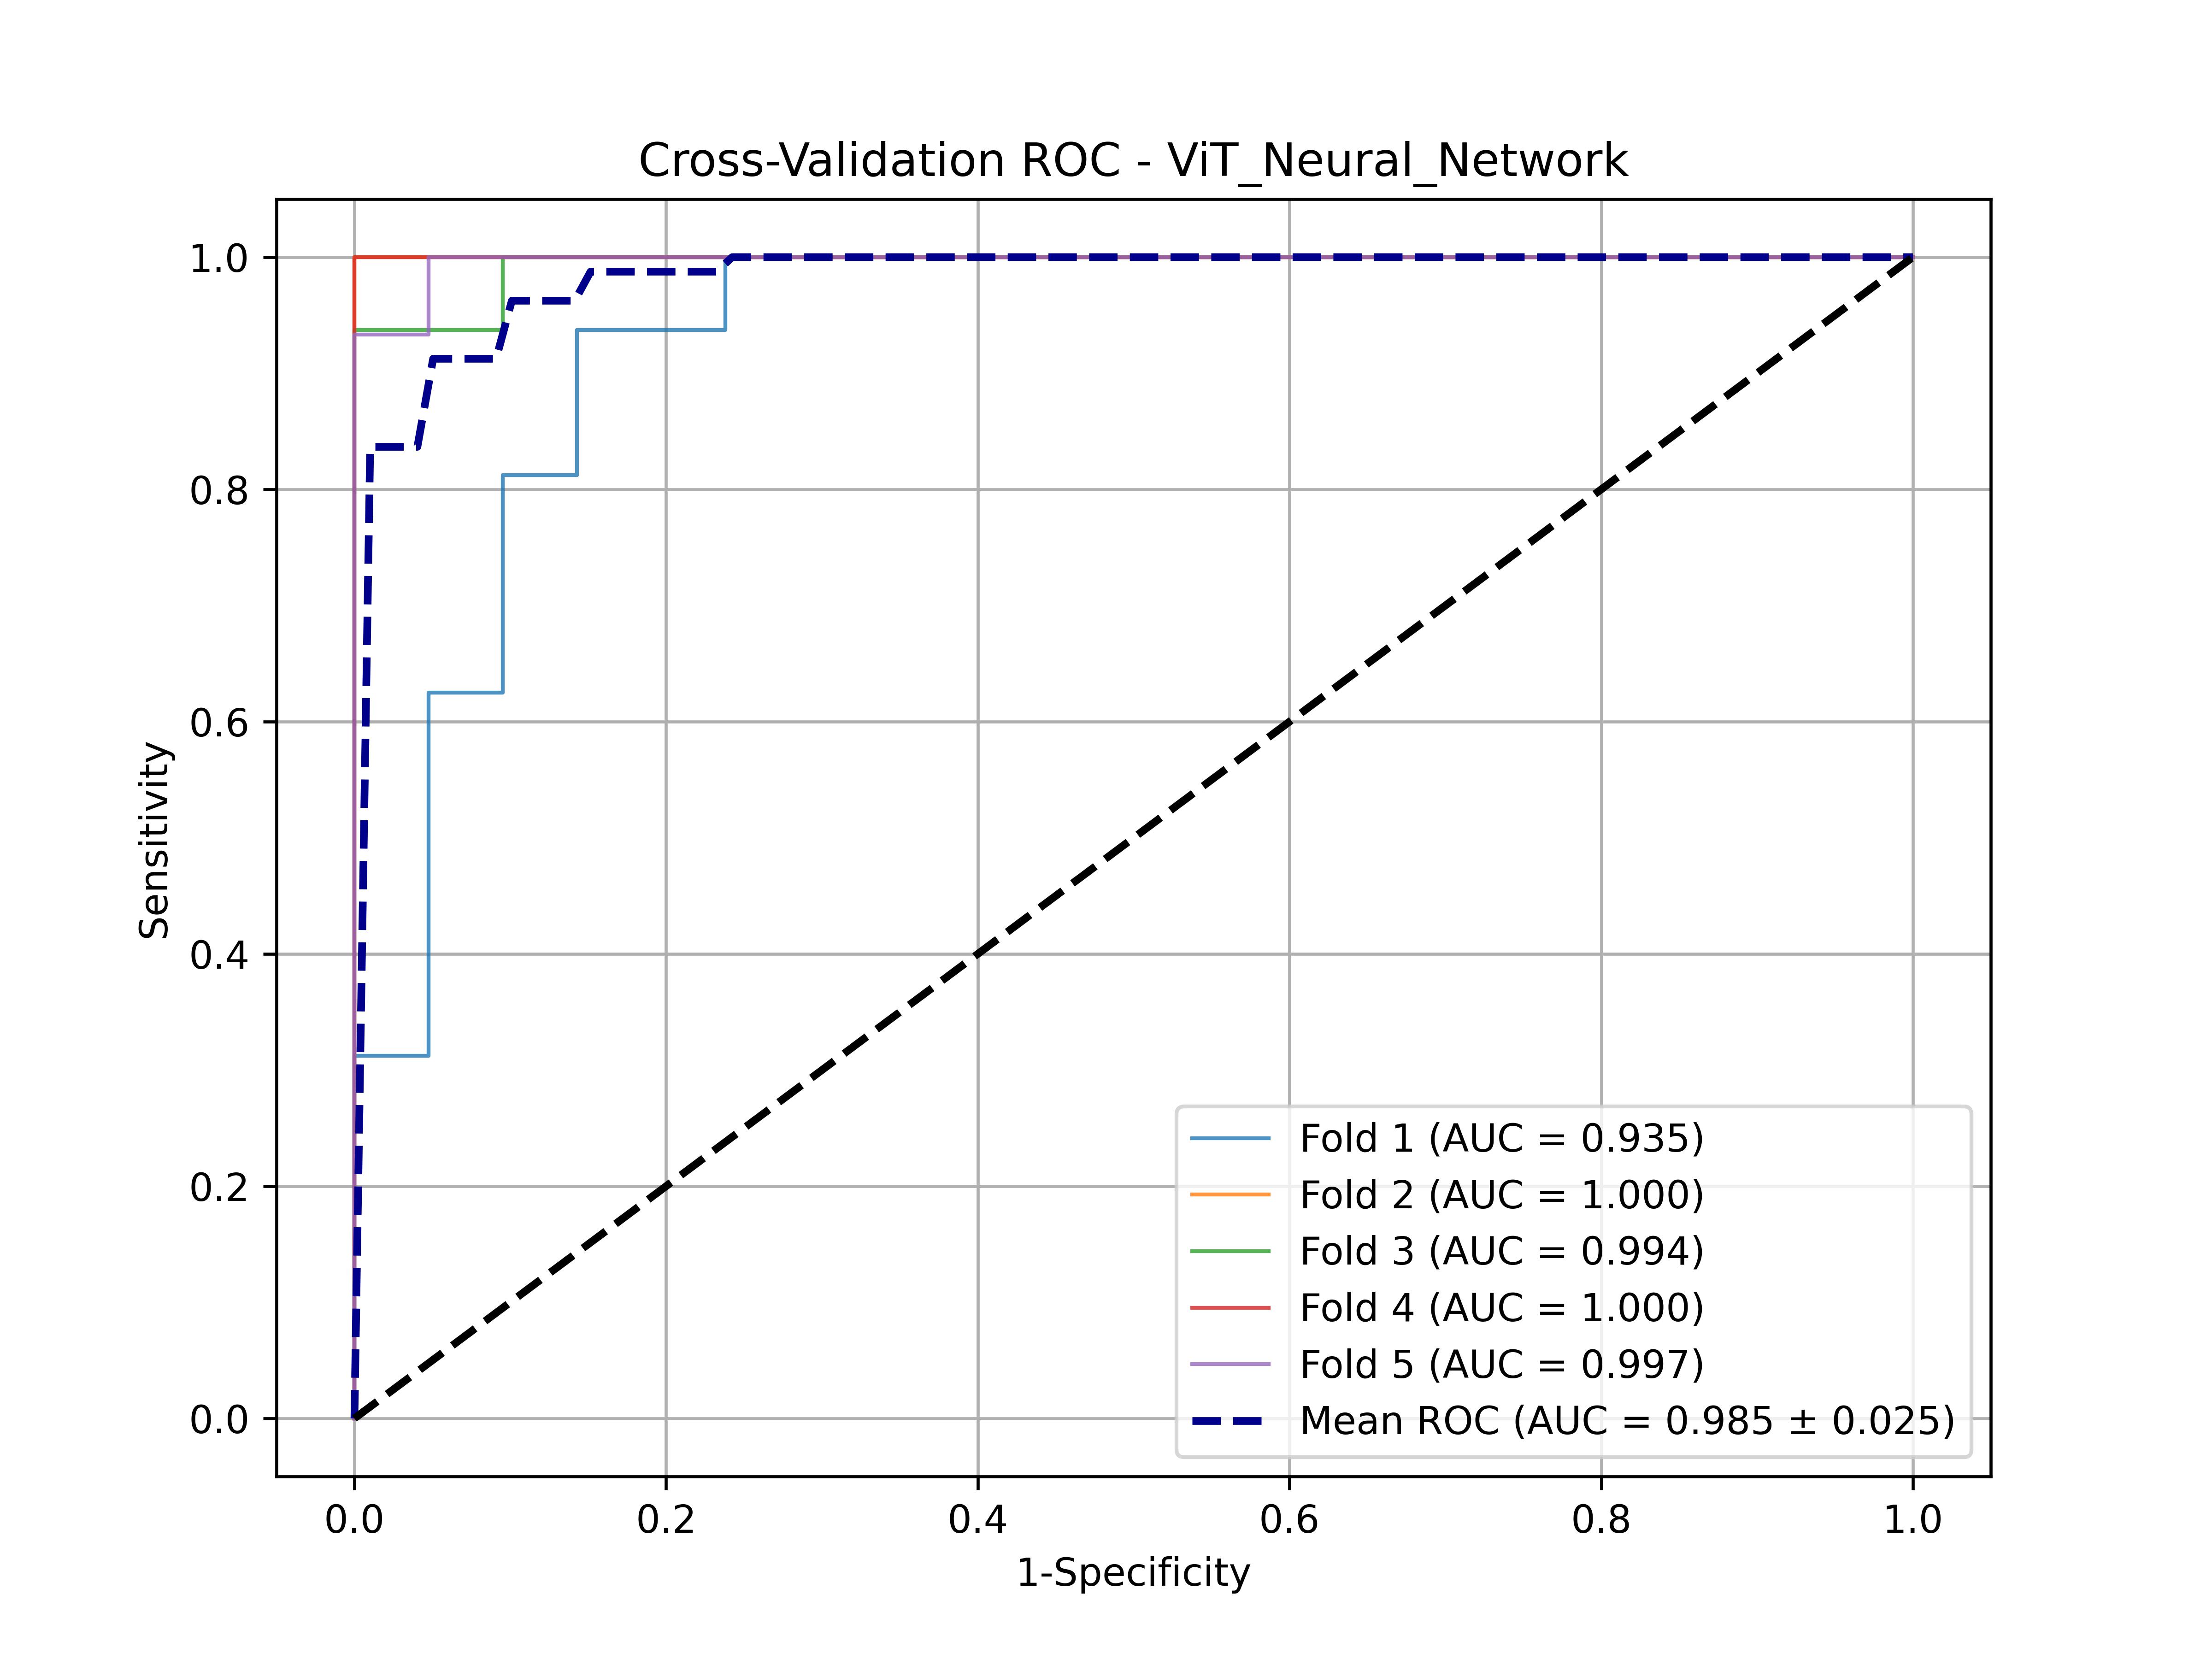 Cross-Validation ROC - ViT_Neural_Network
1.0
0.8
0.6
0.4
0.2
0.0
Sensitivity
0.0 0.2 0.4 0.6 0.8 1.0
1-Specificity
Fold 1 (AUC = 0.935)
Fold 2 (AUC = 1.000)
Fold 3 (AUC = 0.994)
Fold 4 (AUC = 1.000)
Fold 5 (AUC = 0.997)
Mean ROC (AUC = 0.985 ± 0.025)